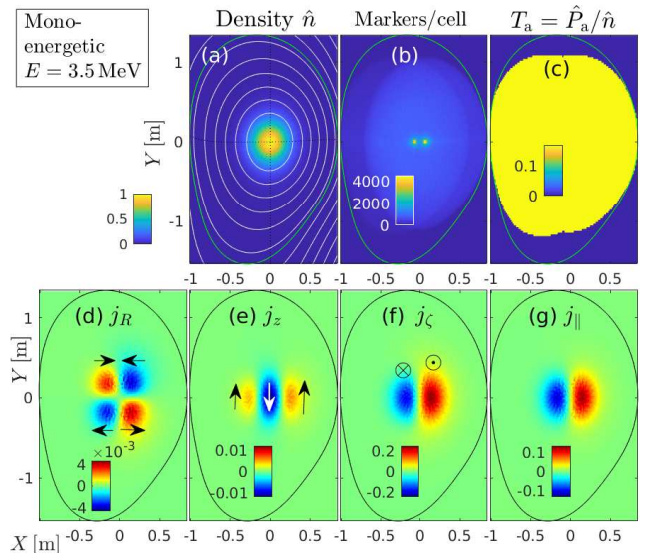 Mono-
energetic
E = 3.5 MeV
Density n̂
Markers/cell
Tₐ = P̂ₐ/n̂
(a)
(b)
(c)
Y [m]
1
0
-1
1
0.5
0
4000
2000
0
0.1
0
-1 -0.5 0 0.5
-1 -0.5 0 0.5
-1 -0.5 0 0.5
(d) j_R
(e) j_z
(f) j_ζ
(g) j_∥
Y [m]
1
0
-1
×10⁻³
4
0
-4
0.01
0
-0.01
0.2
0
-0.2
0.1
0
-0.1
X [m]
-0.5 0 0.5
-1 -0.5 0 0.5
-1 -0.5 0 0.5
-1 -0.5 0 0.5